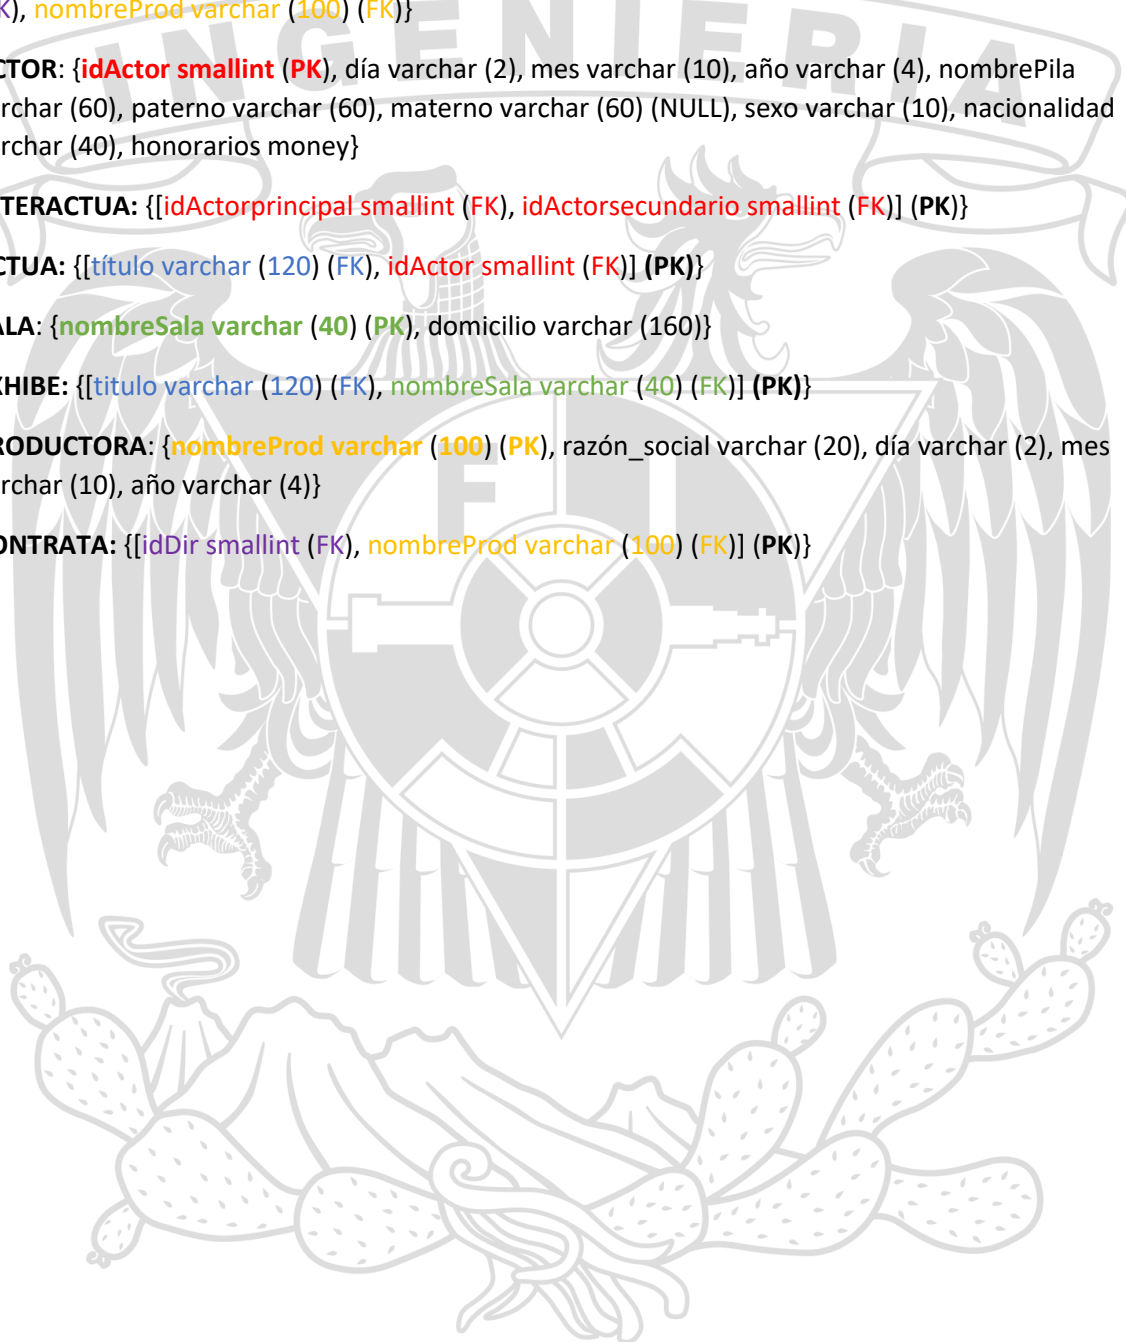 K), nombreProd varchar (100) (FK)}
INGENIERIA
CTOR: {idActor smallint (PK), día varchar (2), mes varchar (10), año varchar (4), nombrePila
rchar (60), paterno varchar (60), materno varchar (60) (NULL), sexo varchar (10), nacionalidad
rchar (40), honorarios money}
TERACTUA: {[idActorprincipal smallint (FK), idActorsecundario smallint (FK)] (PK)}
CTUA: {[título varchar (120) (FK), idActor smallint (FK)] (PK)}
ALA: {nombreSala varchar (40) (PK), domicilio varchar (160)}
XHIBE: {[titulo varchar (120) (FK), nombreSala varchar (40) (FK)] (PK)}
RODUCTORA: {nombreProd varchar (100) (PK), razón_social varchar (20), día varchar (2), mes
rchar (10), año varchar (4)}
F I
ONTRATA: {[idDir smallint (FK), nombreProd varchar (100) (FK)] (PK)}